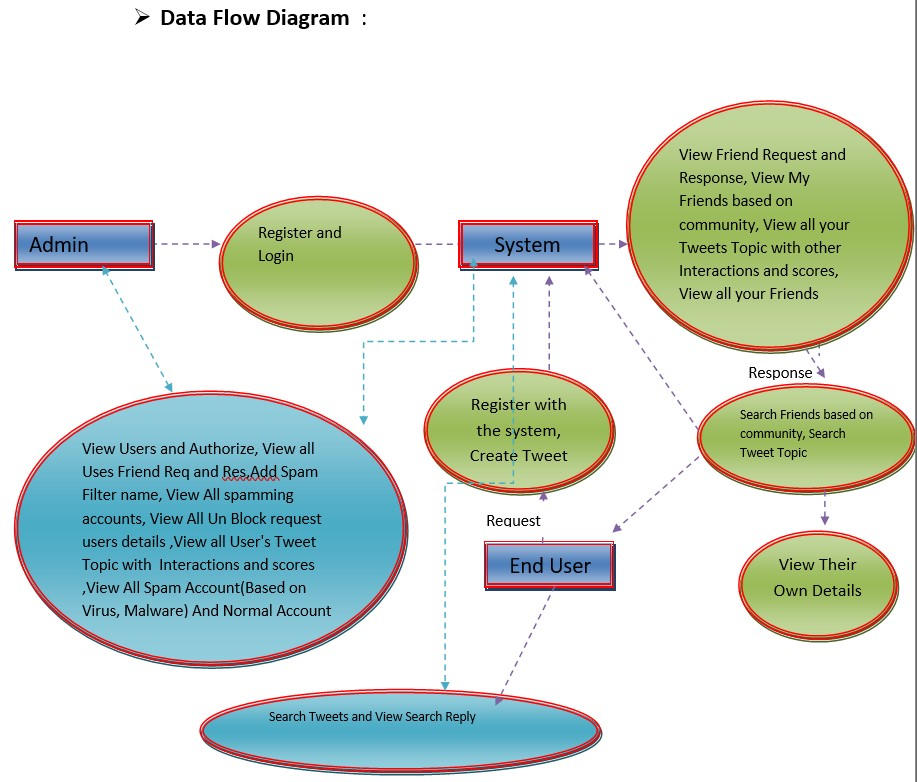 ➢ Data Flow Diagram :
Admin
Register and
Login
System
View Friend Request and
Response, View My
Friends based on
community, View all your
Tweets Topic with other
Interactions and scores,
View all your Friends
Response
Search Friends based on
community, Search
Tweet Topic
View Their
Own Details
Register with
the system,
Create Tweet
Request
End User
View Users and Authorize, View all
Uses Friend Req and Res,Add Spam
Filter name, View All spamming
accounts, View All Un Block request
users details ,View all User's Tweet
Topic with Interactions and scores
,View All Spam Account(Based on
Virus, Malware) And Normal Account
Search Tweets and View Search Reply